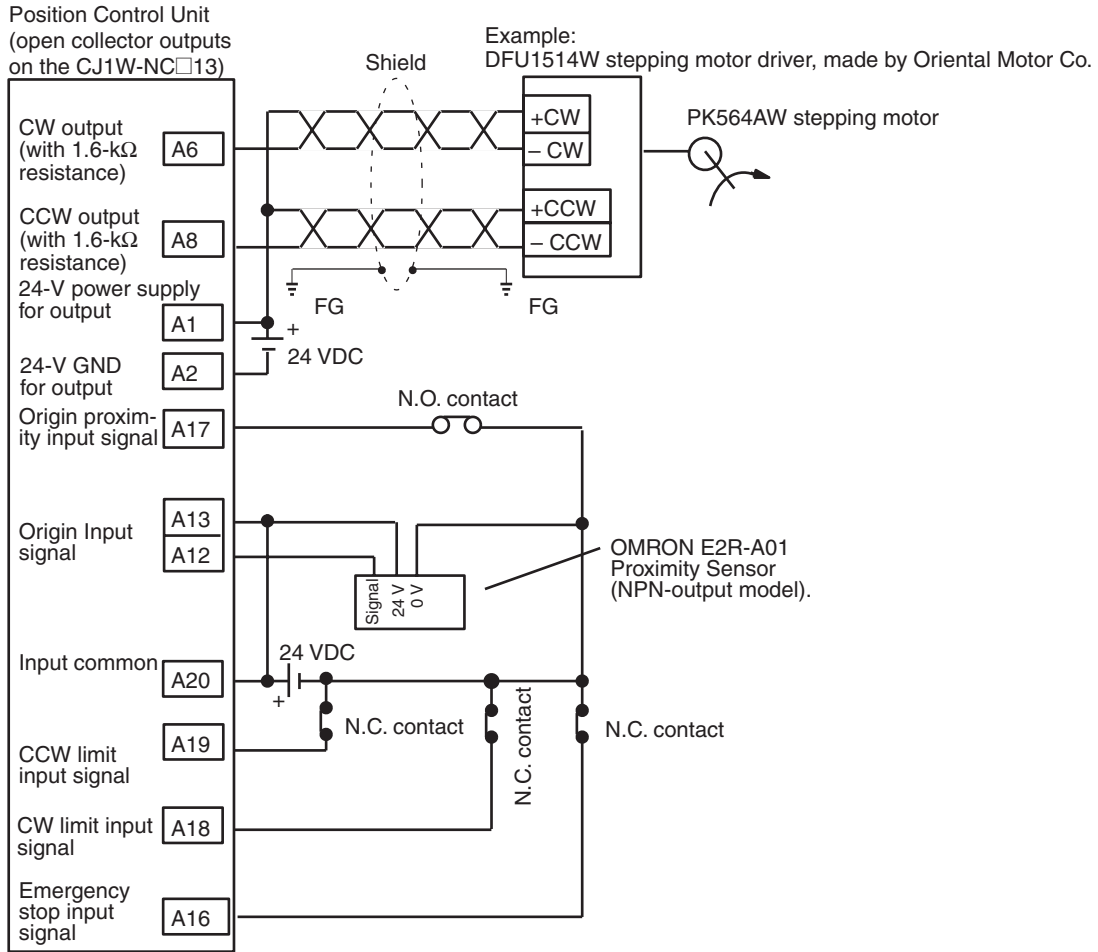 Position Control Unit
(open collector outputs
on the CJ1W-NC□13)
Shield
Example:
DFU1514W stepping motor driver, made by Oriental Motor Co.
CW output
(with 1.6-kΩ
resistance)
A6
+CW
– CW
PK564AW stepping motor
CCW output
(with 1.6-kΩ
resistance)
A8
+CCW
– CCW
FG
FG
24-V power supply
for output
A1
+
24 VDC
24-V GND
for output
A2
N.O. contact
Origin proxim-
ity input signal
A17
Origin Input
signal
A13
A12
Signal
24 V
0 V
OMRON E2R-A01
Proximity Sensor
(NPN-output model).
Input common
A20
24 VDC
+
N.C. contact
N.C. contact
N.C. contact
CCW limit
input signal
A19
CW limit input
signal
A18
Emergency
stop input
signal
A16